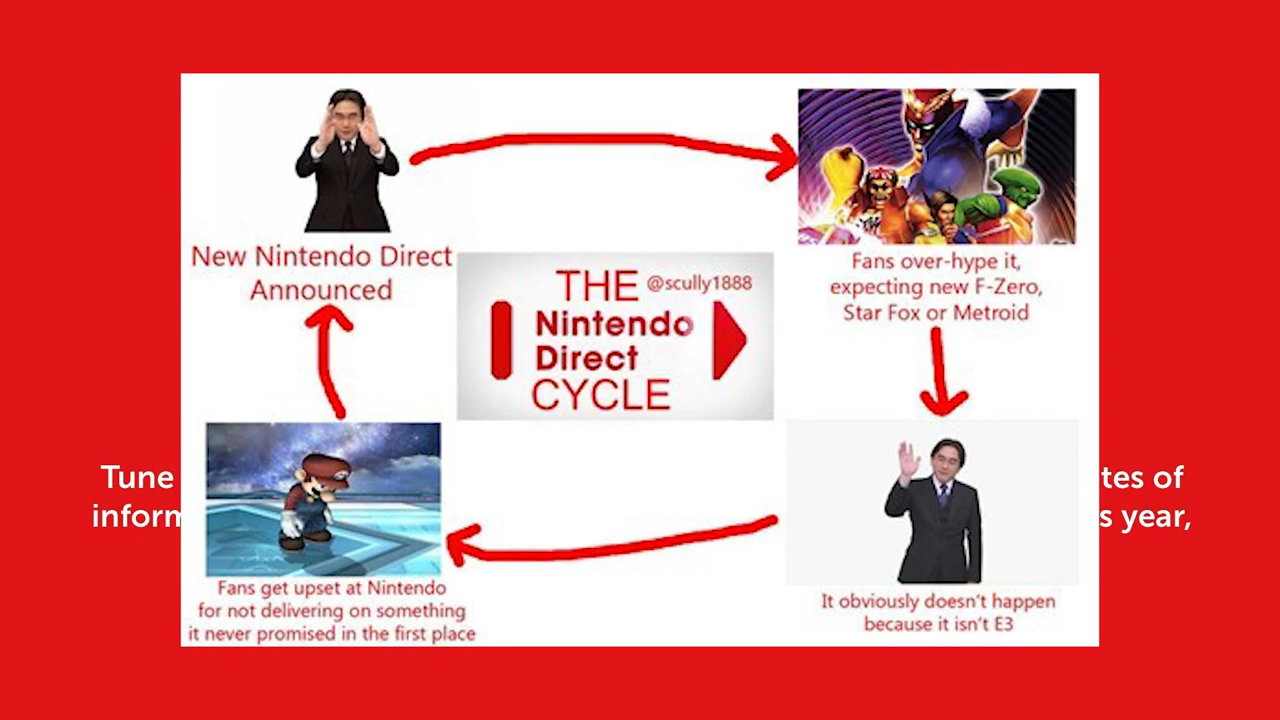 New Nintendo Direct
Announced
Fans over-hype it,
expecting new F-Zero,
Star Fox or Metroid
THE @scully1888
Nintendo
Direct
CYCLE
Tune
tes of
inform
s year,
Fans get upset at Nintendo
for not delivering on something
it never promised in the first place
It obviously doesn't happen
because it isn't E3